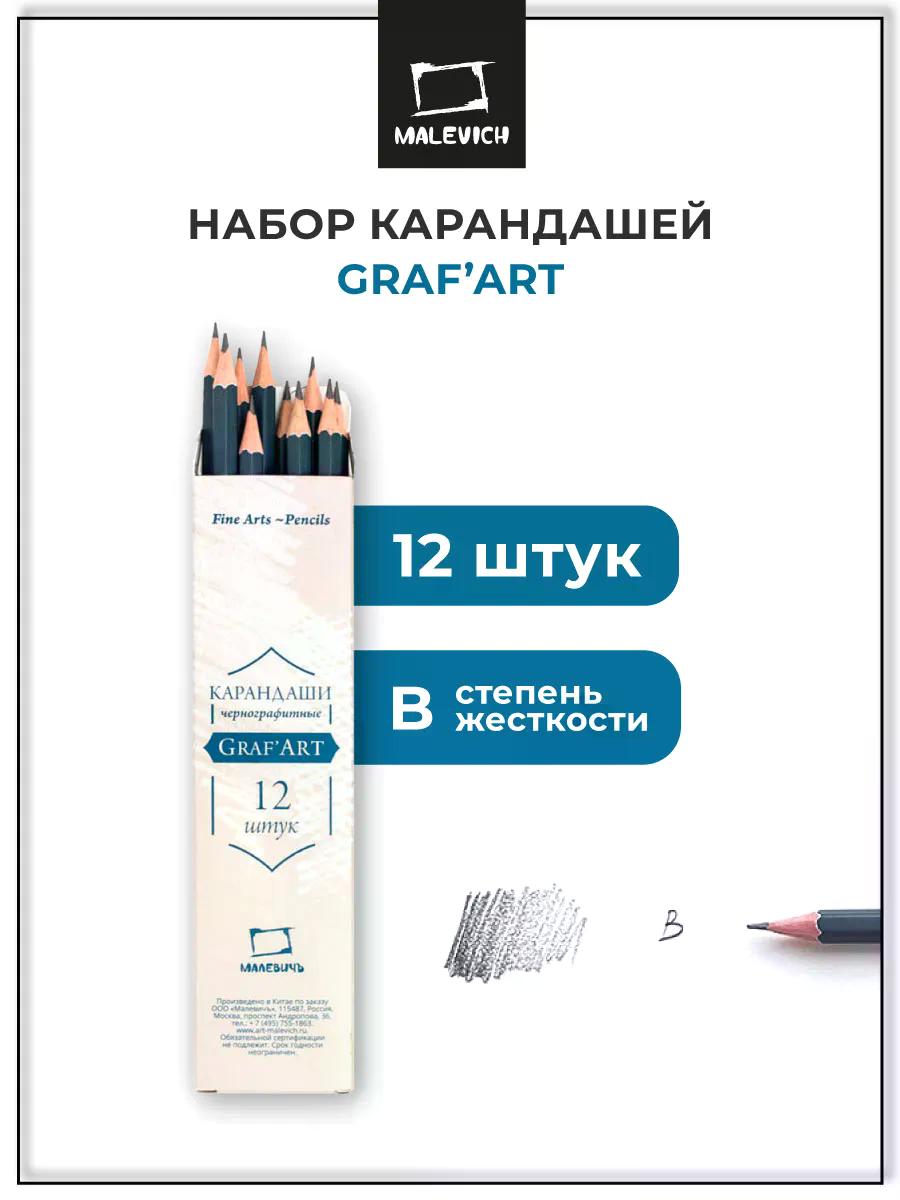 MALEVICH
НАБОР КАРАНДАШЕЙ
GRAF’ART
Fine Arts ~Pencils
КАРАНДАШИ
чернографитные
GRAF’ART
12
штук
МАЛЕВИЧЪ
Произведено в Китае по заказу
ООО «Малевичъ», 115487, Россия,
Москва, проспект Андропова, 36,
тел.: + 7 (495) 755-1863.
www.art-malevich.ru.
Обязательной сертификации
не подлежит. Срок годности
неограничен.
12 штук
B
степень
жесткости
B